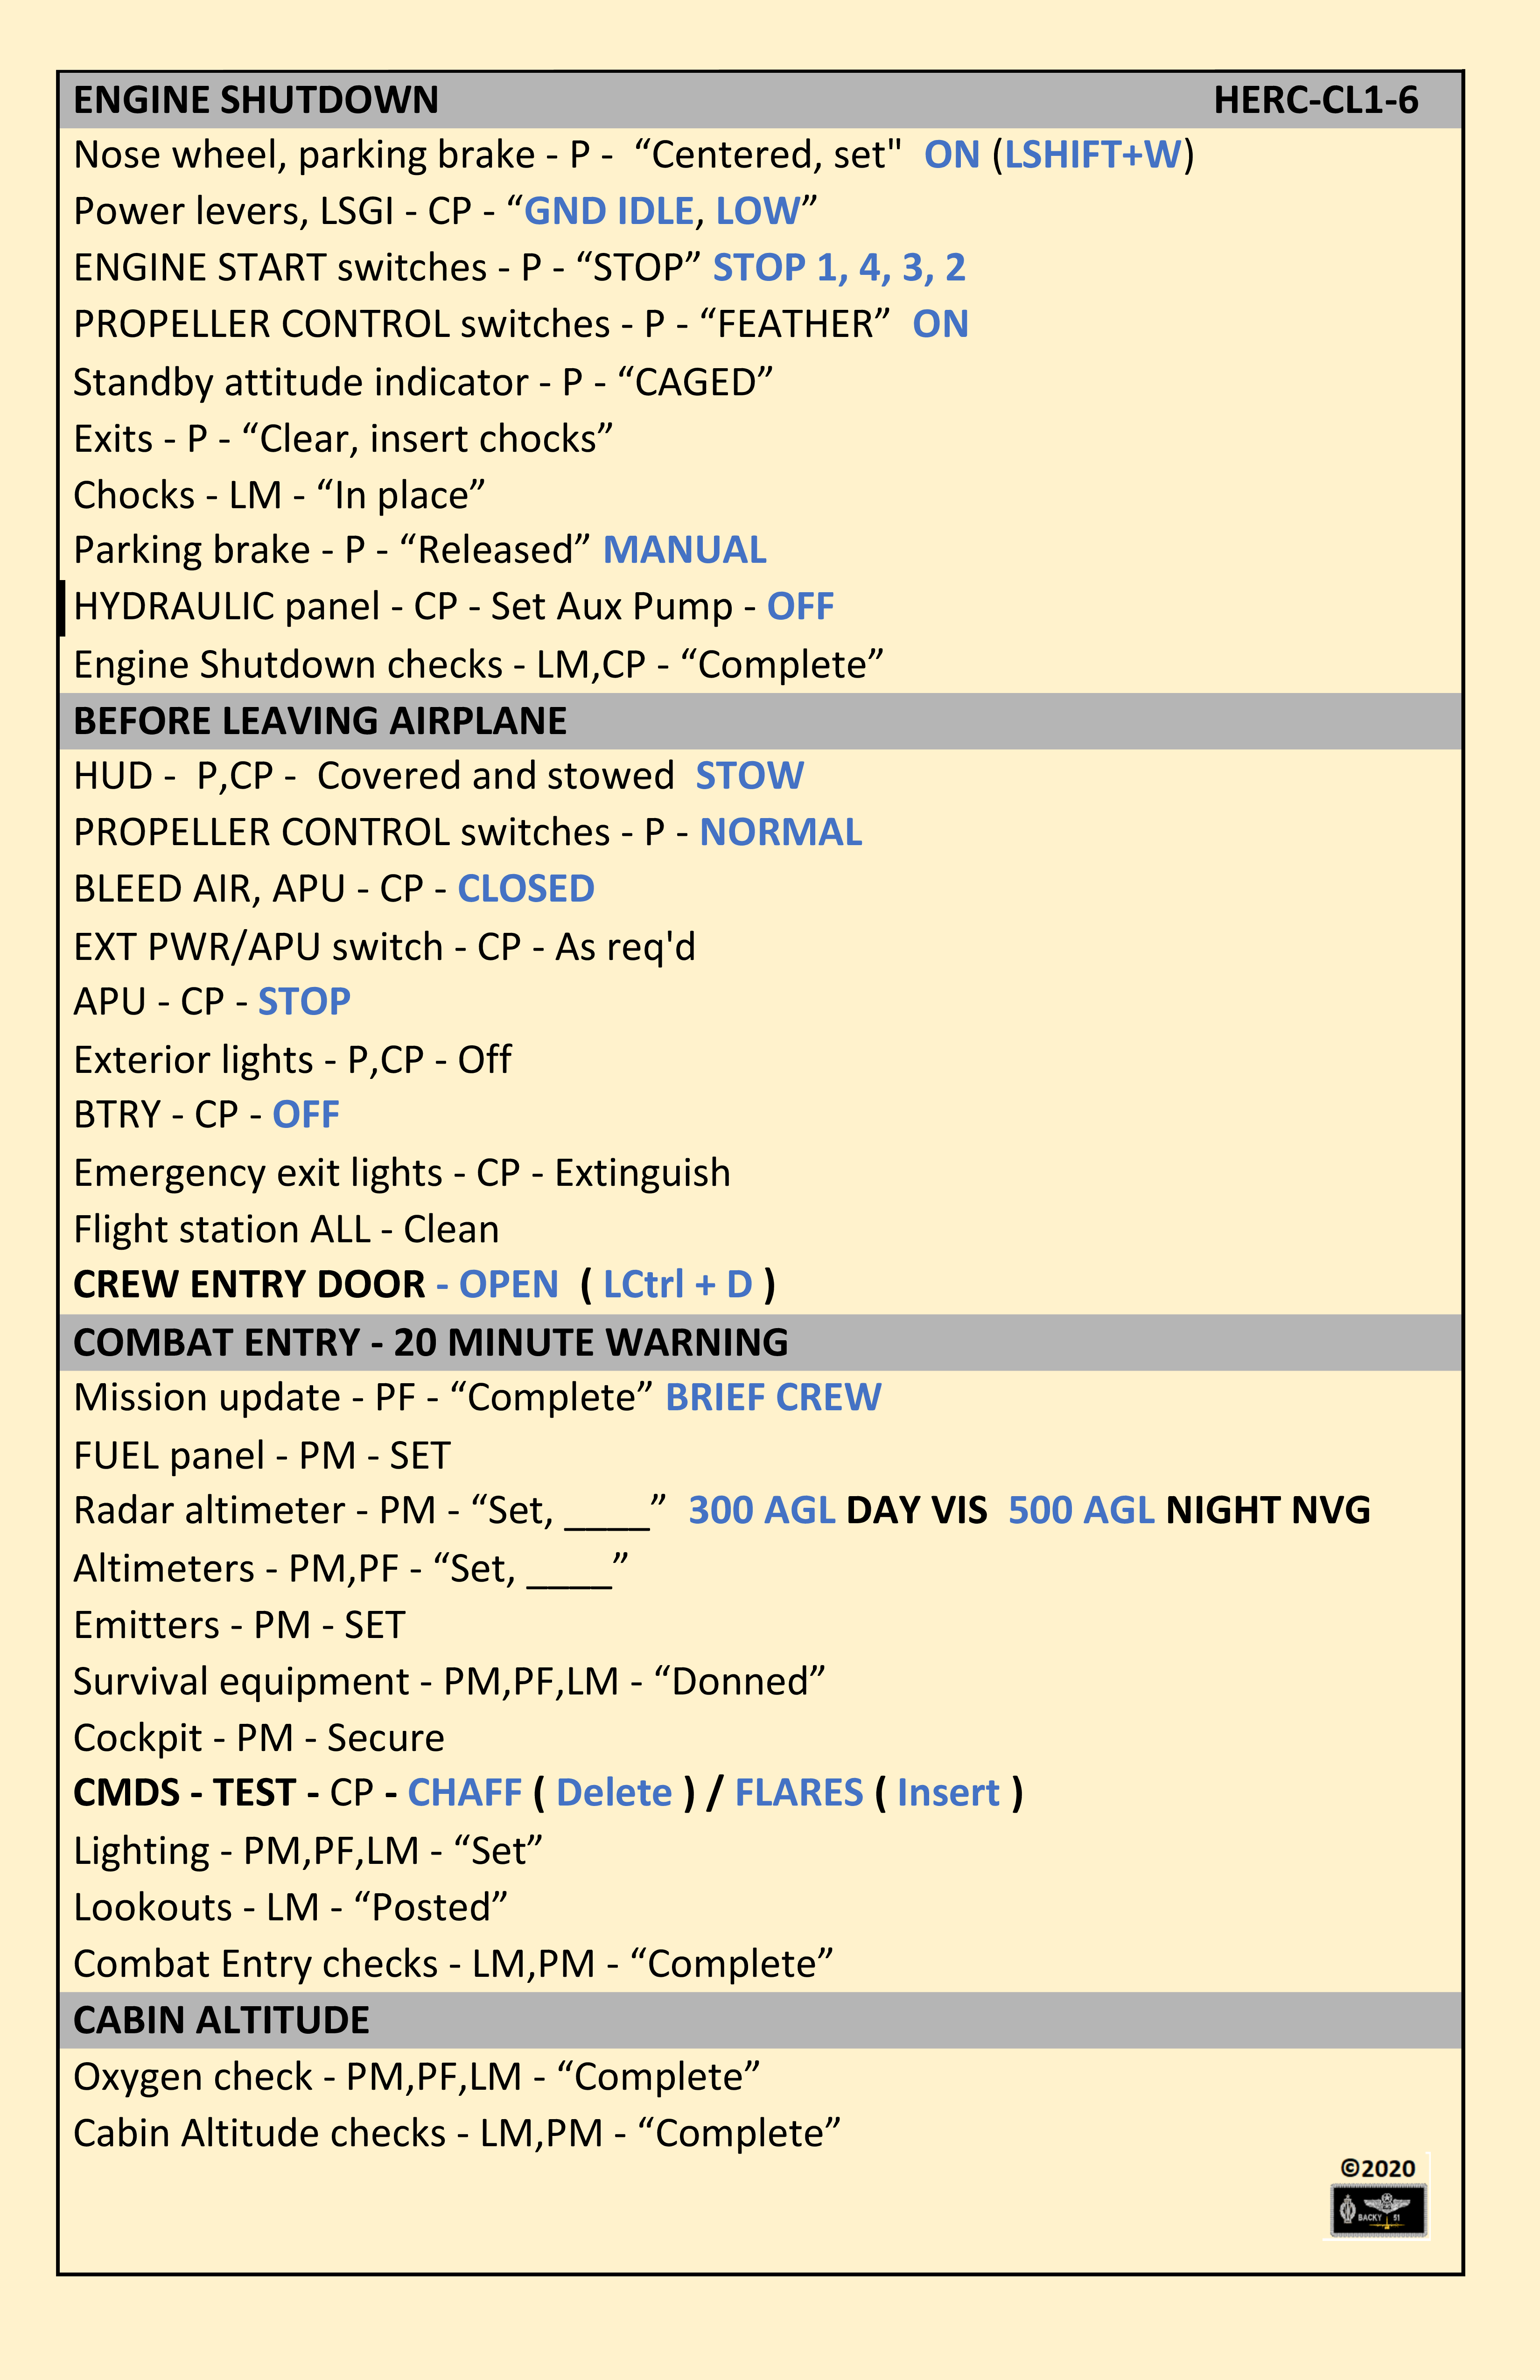 ENGINE SHUTDOWN HERC-CL1-6
Nose wheel, parking brake - P -  “Centered, set"  ON (LSHIFT+W)
Power levers, LSGI - CP - “GND IDLE, LOW”
ENGINE START switches - P - “STOP” STOP 1, 4, 3, 2
PROPELLER CONTROL switches - P - “FEATHER”  ON
Standby attitude indicator - P - “CAGED”
Exits - P - “Clear, insert chocks”
Chocks - LM - “In place”
Parking brake - P - “Released” MANUAL
HYDRAULIC panel - CP - Set Aux Pump - OFF
Engine Shutdown checks - LM,CP - “Complete”
BEFORE LEAVING AIRPLANE
HUD -  P,CP -  Covered and stowed  STOW
PROPELLER CONTROL switches - P - NORMAL
BLEED AIR, APU - CP - CLOSED
EXT PWR/APU switch - CP - As req'd
APU - CP - STOP
Exterior lights - P,CP - Off
BTRY - CP - OFF
Emergency exit lights - CP - Extinguish
Flight station ALL - Clean
CREW ENTRY DOOR - OPEN  ( LCtrl + D )
COMBAT ENTRY - 20 MINUTE WARNING
Mission update - PF - “Complete” BRIEF CREW
FUEL panel - PM - SET
Radar altimeter - PM - “Set, ____”  300 AGL DAY VIS  500 AGL NIGHT NVG
Altimeters - PM,PF - “Set, ____”
Emitters - PM - SET
Survival equipment - PM,PF,LM - “Donned”
Cockpit - PM - Secure
CMDS - TEST - CP - CHAFF ( Delete ) / FLARES ( Insert )
Lighting - PM,PF,LM - “Set”
Lookouts - LM - “Posted”
Combat Entry checks - LM,PM - “Complete”
CABIN ALTITUDE
Oxygen check - PM,PF,LM - “Complete”
Cabin Altitude checks - LM,PM - “Complete”
©2020
BACKY 51